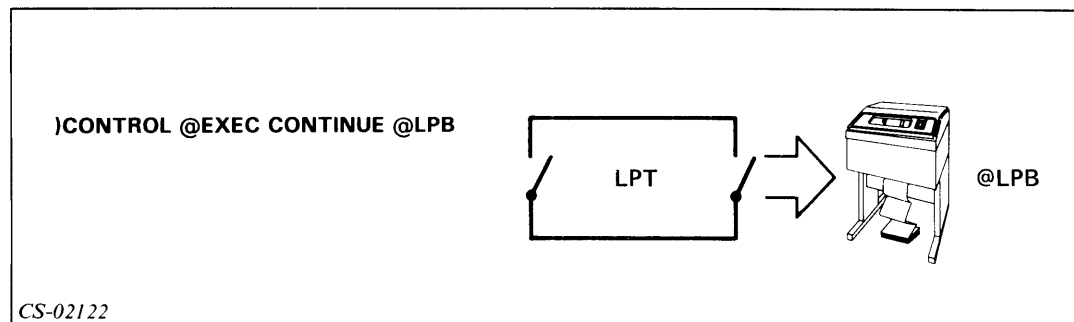 )CONTROL @EXEC CONTINUE @LPB
LPT
@LPB
CS-02122